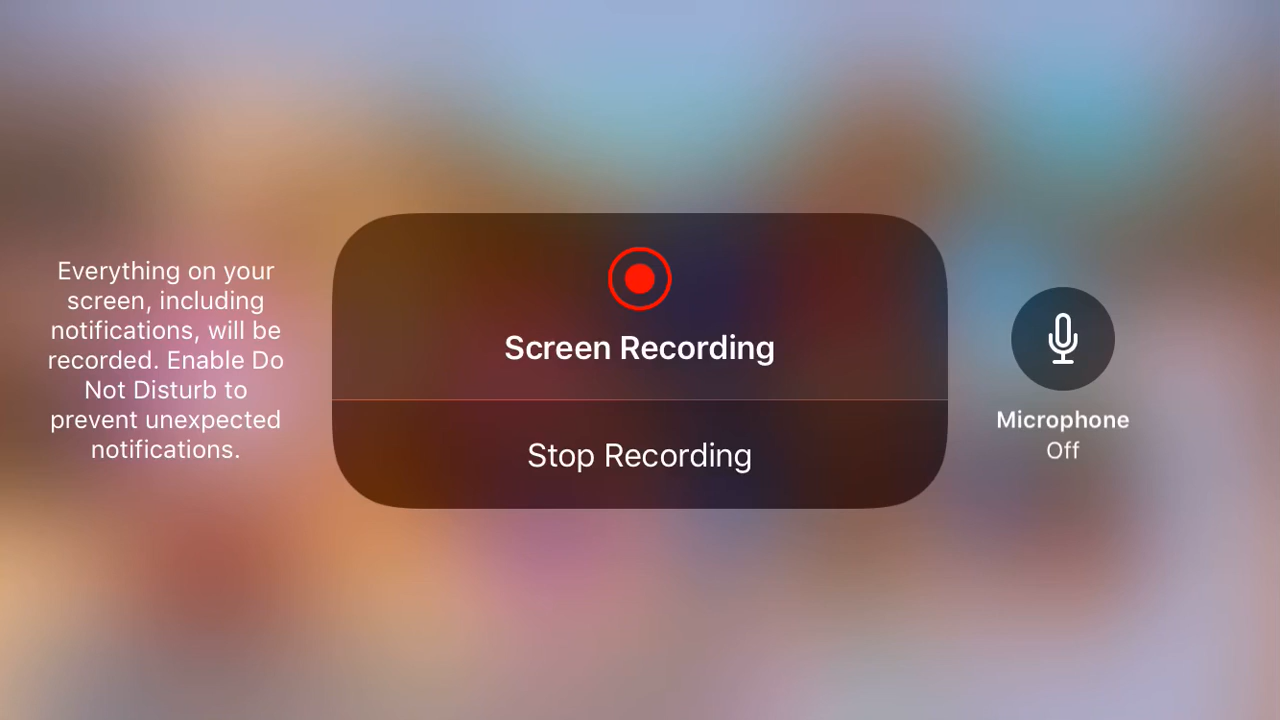 Everything on your
screen, including
notifications, will be
recorded. Enable Do
Not Disturb to
prevent unexpected
notifications.
Screen Recording
Stop Recording
Microphone
Off